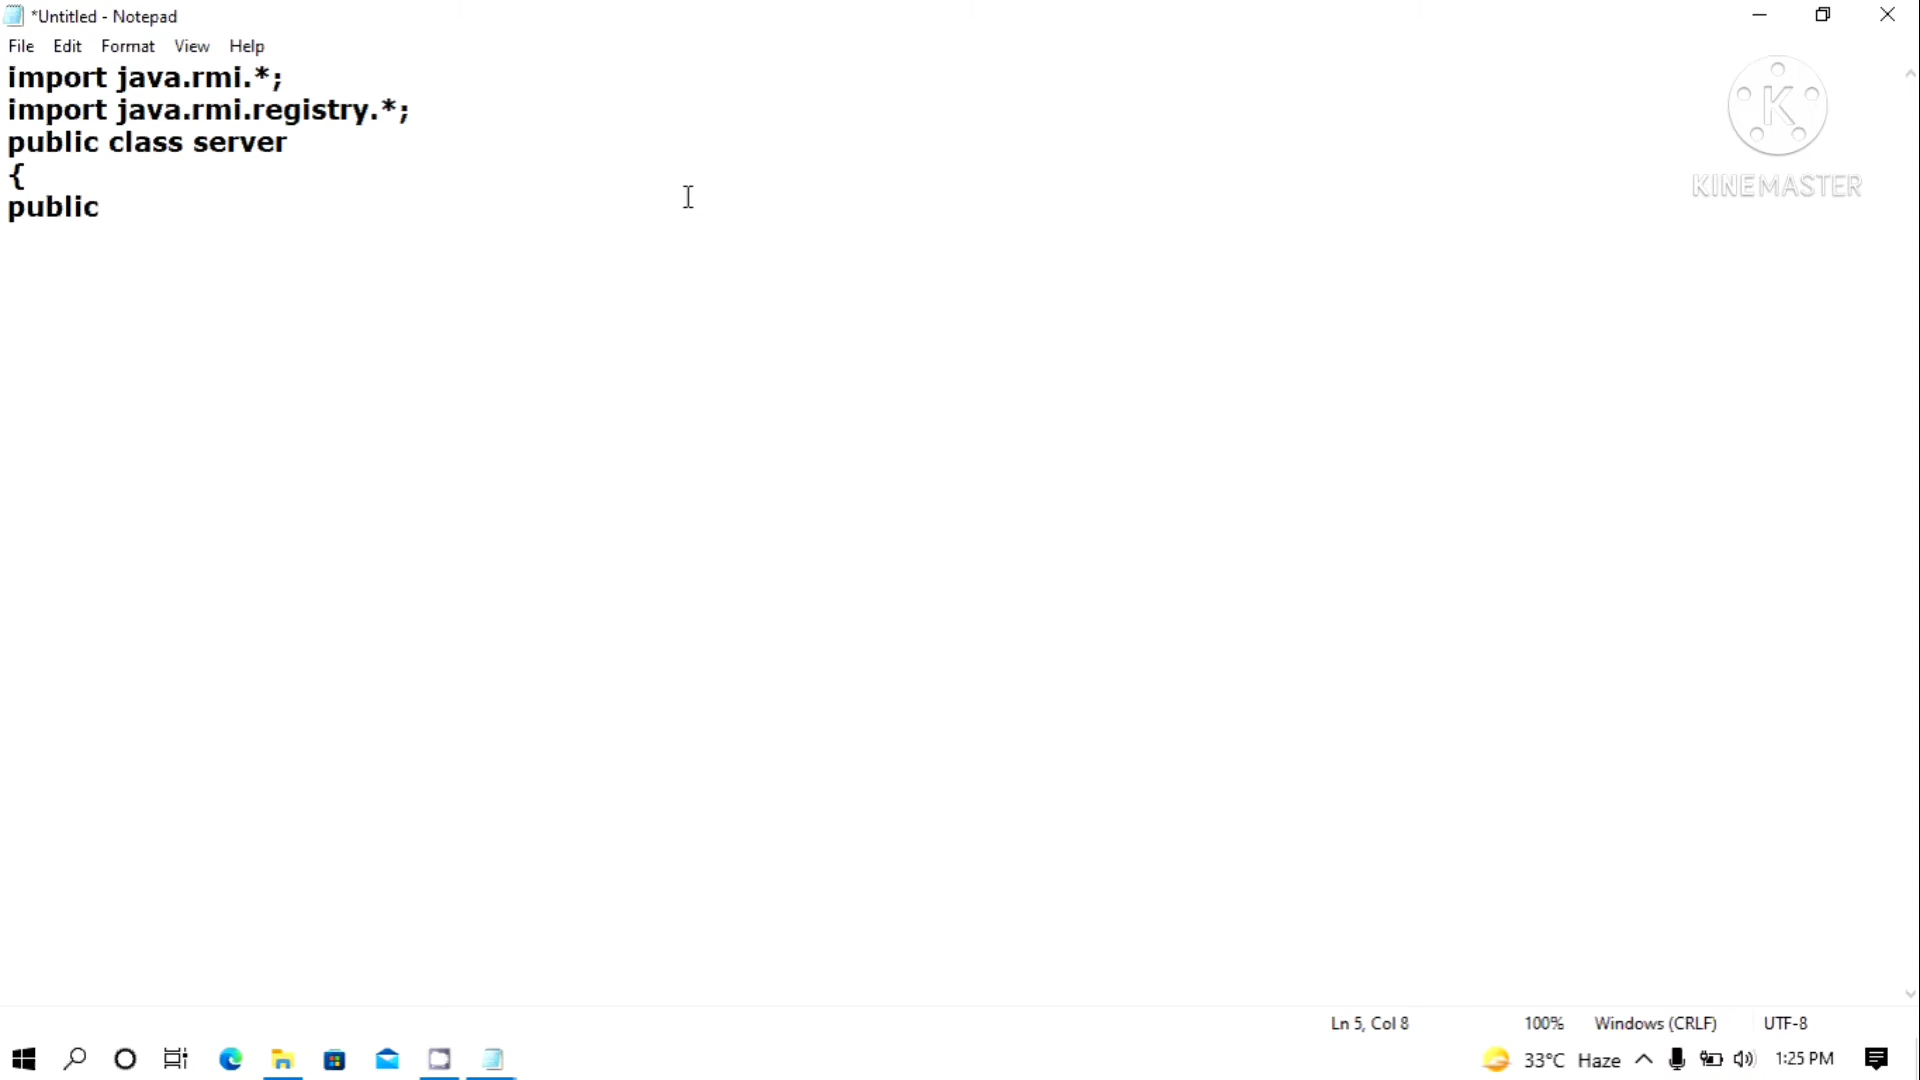 *Untitled - Notepad
File Edit Format View Help
import java.rmi.*;
import java.rmi.registry.*;
public class server
{
public
K
KINEMASTER
Ln 5, Col 8 100% Windows (CRLF) UTF-8
33°C Haze 1:25 PM